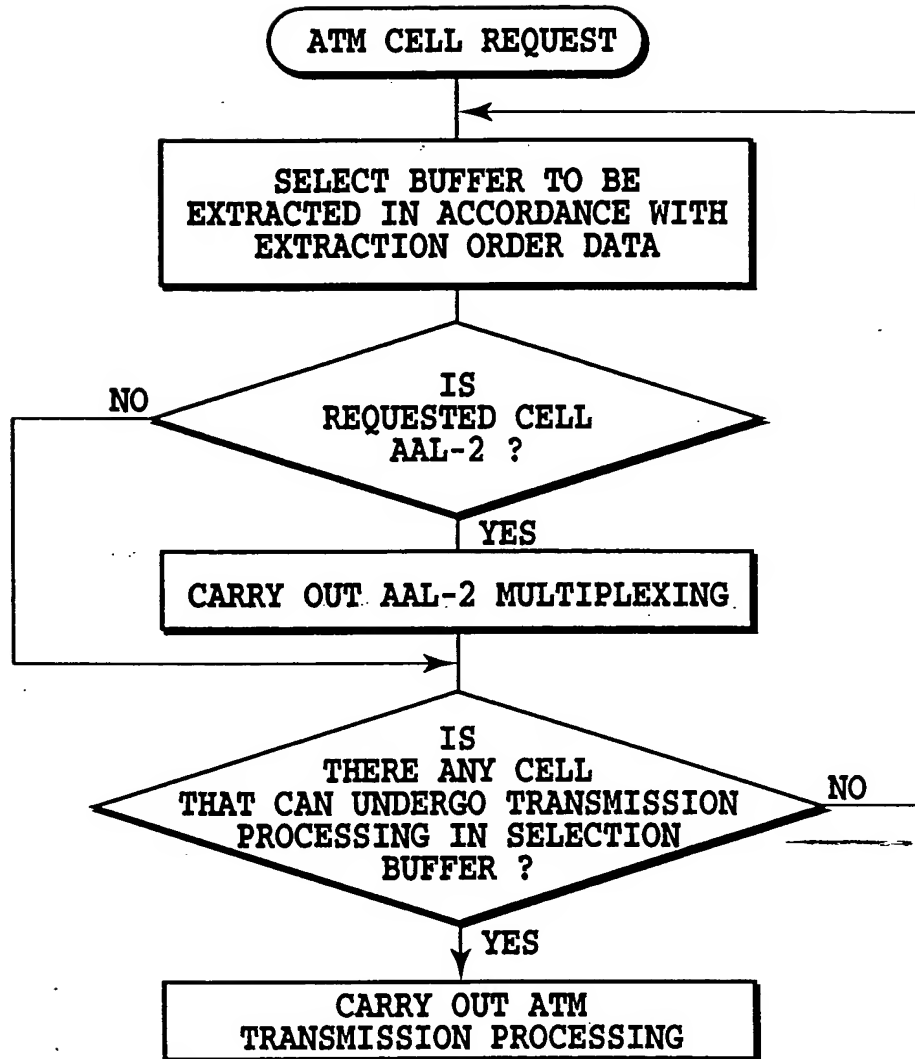 ATM CELL REQUEST
SELECT BUFFER TO BE
EXTRACTED IN ACCORDANCE WITH
EXTRACTION ORDER DATA
IS
REQUESTED CELL
AAL-2 ?
NO
YES
CARRY OUT AAL-2 MULTIPLEXING
IS
THERE ANY CELL
THAT CAN UNDERGO TRANSMISSION
PROCESSING IN SELECTION
BUFFER ?
NO
YES
CARRY OUT ATM
TRANSMISSION PROCESSING